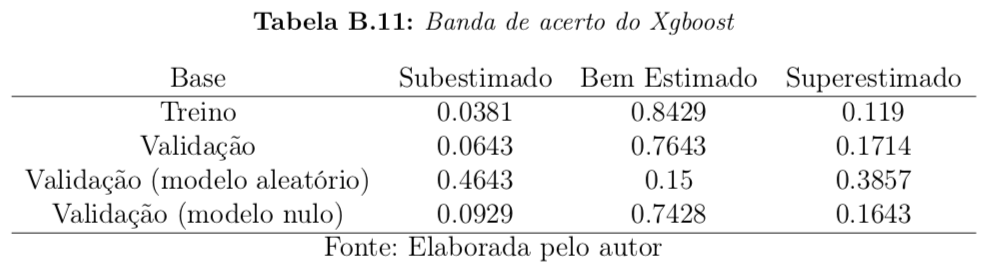 Tabela B.11: Banda de acerto do Xgboost
Base Subestimado Bem Estimado Superestimado
Treino 0.0381 0.8429 0.119
Validação 0.0643 0.7643 0.1714
Validação (modelo aleatório) 0.4643 0.15 0.3857
Validação (modelo nulo) 0.0929 0.7428 0.1643
Fonte: Elaborada pelo autor